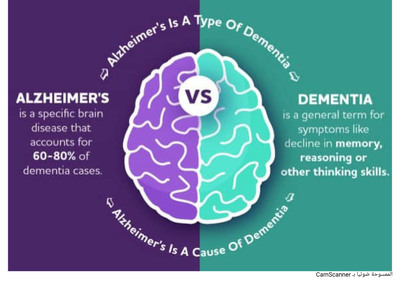 Alzheimer's Is A Type Of Dementia
ALZHEIMER'S
is a specific brain
disease that
accounts for
60-80% of
dementia cases.
VS
DEMENTIA
is a general term for
symptoms like
decline in memory,
reasoning or
other thinking skills.
Alzheimer's Is A Cause Of Dementia
الممسوحة ضوئيا بـ CamScanner